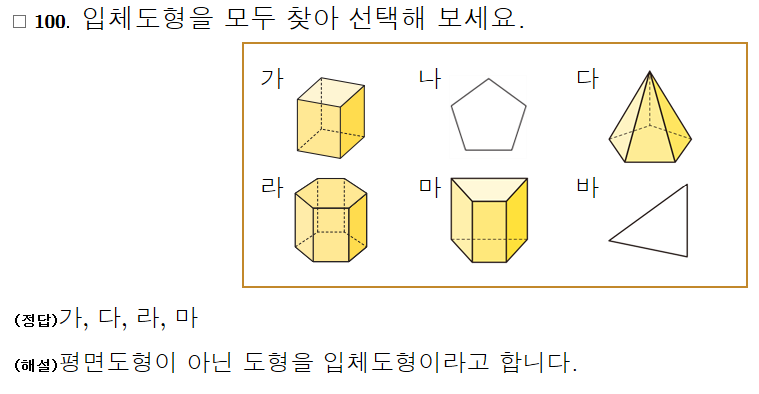 □ 100. 입체도형을 모두 찾아 선택해 보세요.
가 나 다
라 마 바
(정답)가, 다, 라, 마
(해설)평면도형이 아닌 도형을 입체도형이라고 합니다.